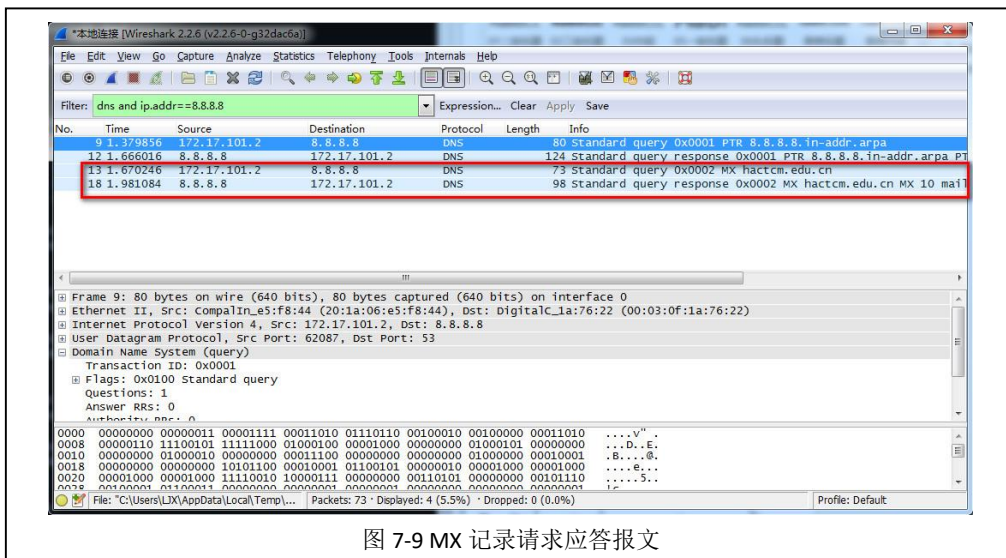 *本地连接 [Wireshark 2.2.6 (v2.2.6-0-g32dac6a)]
File Edit View Go Capture Analyze Statistics Telephony Tools Internals Help
Filter: dns and ip.addr==8.8.8.8 Expression... Clear Apply Save
No. Time Source Destination Protocol Length Info
9 1.379856 172.17.101.2 8.8.8.8 DNS 80 Standard query 0x0001 PTR 8.8.8.8.in-addr.arpa
12 1.666016 8.8.8.8 172.17.101.2 DNS 124 Standard query response 0x0001 PTR 8.8.8.8.in-addr.arpa PT
13 1.670246 172.17.101.2 8.8.8.8 DNS 73 Standard query 0x0002 MX hactcm.edu.cn
18 1.981084 8.8.8.8 172.17.101.2 DNS 98 Standard query response 0x0002 MX hactcm.edu.cn MX 10 mail
Frame 9: 80 bytes on wire (640 bits), 80 bytes captured (640 bits) on interface 0
Ethernet II, Src: CompalIn_e5:f8:44 (20:1a:06:e5:f8:44), Dst: DigitalC_1a:76:22 (00:03:0f:1a:76:22)
Internet Protocol Version 4, Src: 172.17.101.2, Dst: 8.8.8.8
User Datagram Protocol, Src Port: 62087, Dst Port: 53
Domain Name System (query)
Transaction ID: 0x0001
Flags: 0x0100 Standard query
Questions: 1
Answer RRs: 0
Authority RRs: 0
0000 00000000 00000011 00001111 00011010 01110110 00100010 00100000 00011010 ....v" .
0008 00000110 11100101 11111000 01000100 00001000 00000000 01000101 00000000 ...D..E.
0010 00000000 01000010 00000000 00011100 00000000 00000000 01000000 00010001 .B....@.
0018 00000000 00000000 10101100 00010001 01100101 00000010 00001000 00001000 ....e...
0020 00001000 00001000 11110010 10000111 00000000 00110101 00000000 00101110 .....5..
File: "C:\Users\LJX\AppData\Local\Temp\... Packets: 73 · Displayed: 4 (5.5%) · Dropped: 0 (0.0%) Profile: Default
图 7-9 MX 记录请求应答报文